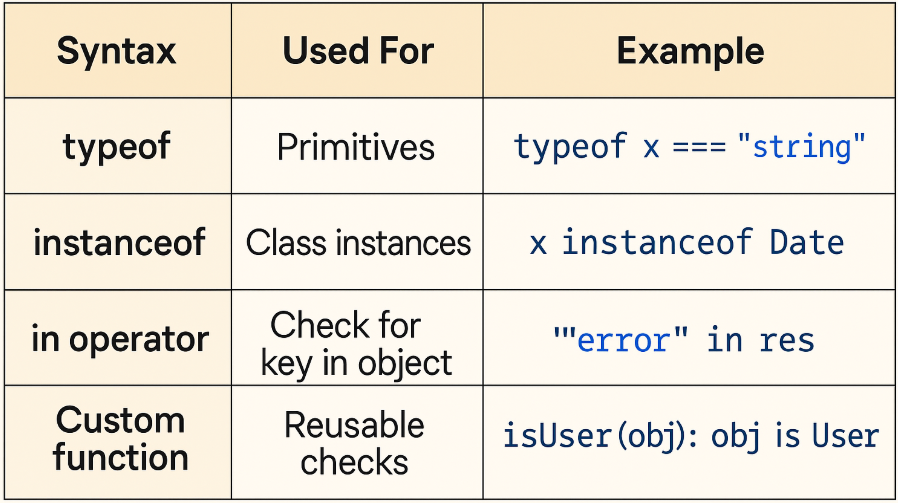 Syntax Used For Example
typeof Primitives typeof x === "string"
instanceof Class instances x instanceof Date
in operator Check for key in object '"error" in res
Custom function Reusable checks isUser(obj): obj is User